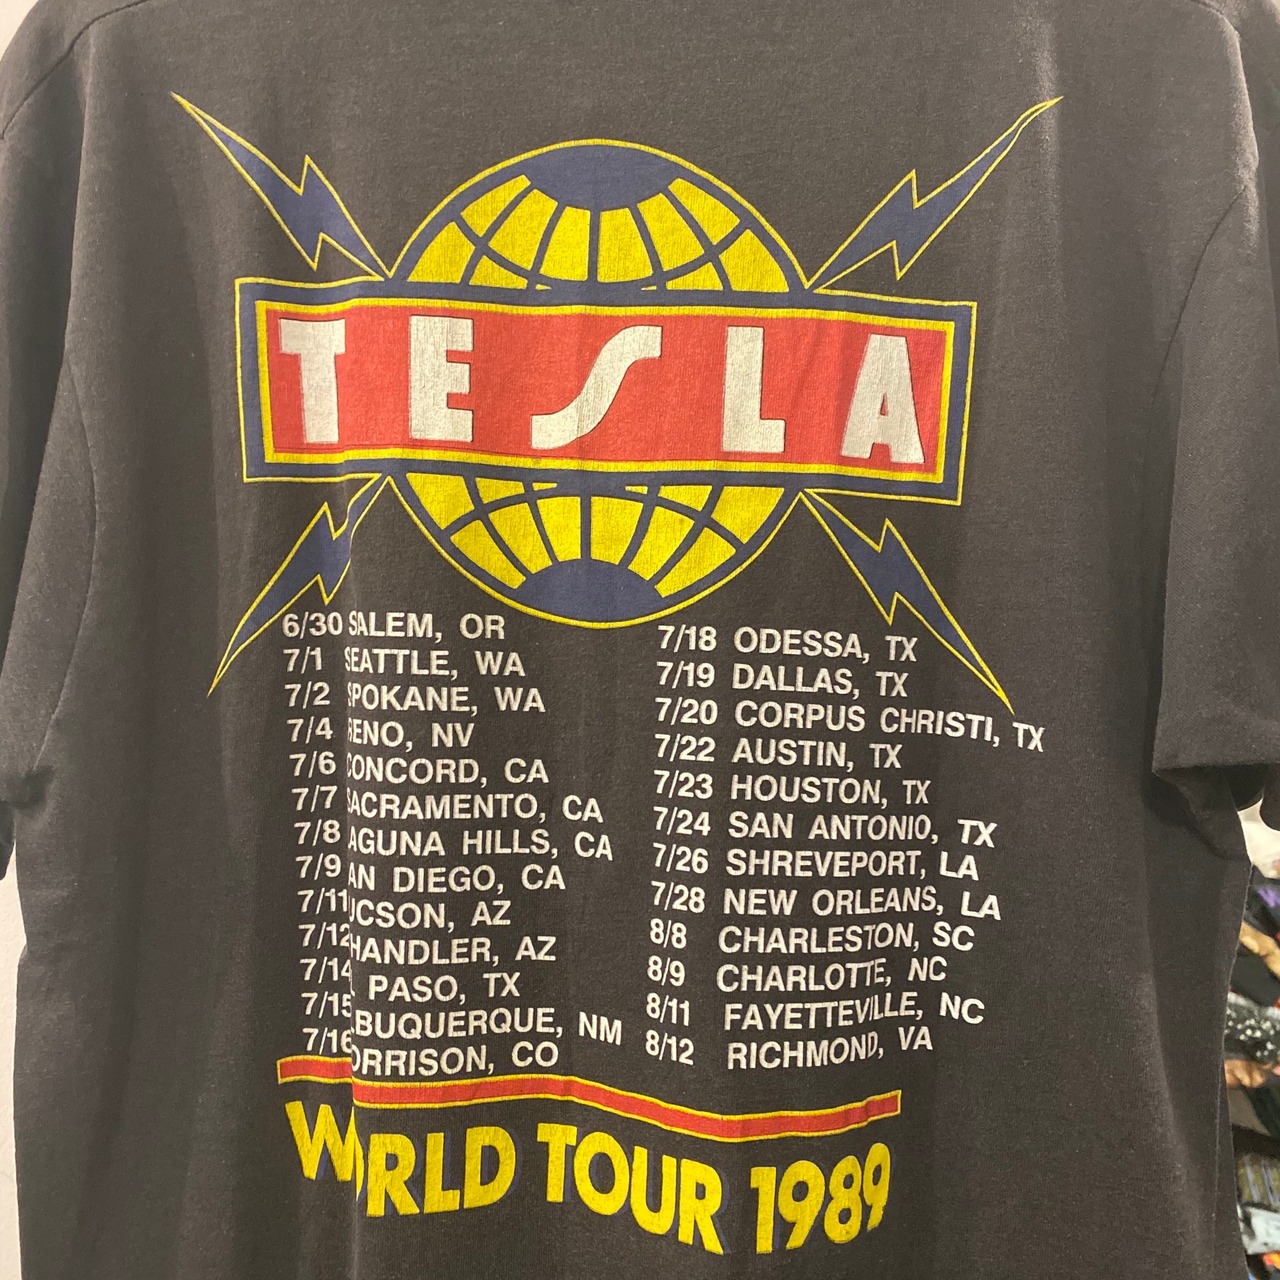 TESLA
6/30 SALEM, OR
7/1 SEATTLE, WA
7/2 SPOKANE, WA
7/4 RENO, NV
7/6 CONCORD, CA
7/7 SACRAMENTO, CA
7/8 AGUNA HILLS, CA
7/9 AN DIEGO, CA
7/11 UCSON, AZ
7/12 HANDLER, AZ
7/14 L PASO, TX
7/15 LBUQUERQUE, NM
7/16 ORRISON, CO
7/18 ODESSA, TX
7/19 DALLAS, TX
7/20 CORPUS CHRISTI, TX
7/22 AUSTIN, TX
7/23 HOUSTON, TX
7/24 SAN ANTONIO, TX
7/26 SHREVEPORT, LA
7/28 NEW ORLEANS, LA
8/8 CHARLESTON, SC
8/9 CHARLOTTE, NC
8/11 FAYETTEVILLE, NC
8/12 RICHMOND, VA
WORLD TOUR 1989